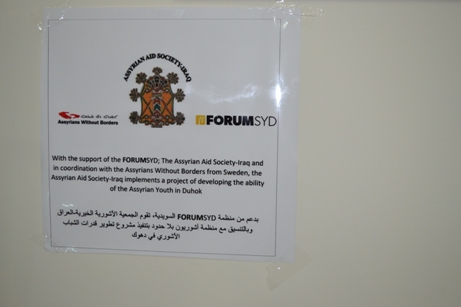 ASSYRIAN AID SOCIETY-IRAQ
Assyrians Without Borders
FORUMSYD
With the support of the FORUMSYD; The Assyrian Aid Society-Iraq and
in coordination with the Assyrians Without Borders from Sweden, the
Assyrian Aid Society-Iraq implements a project of developing the ability
of the Assyrian Youth in Duhok
بدعم من منظمة FORUMSYD السويدية، تقوم الجمعية الآشورية الخيرية-العراق
وبالتنسيق مع منظمة آشوريون بلا حدود بتنفيذ مشروع تطوير قدرات الشباب
الآشوري في دهوك